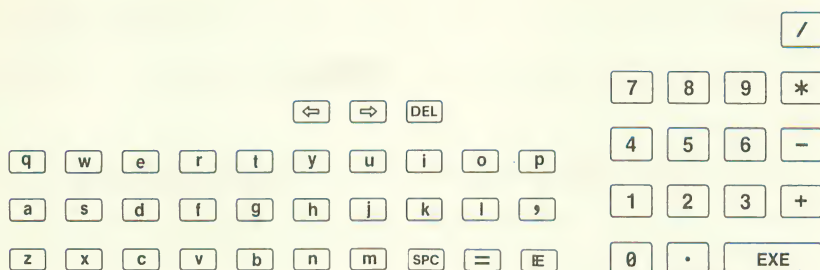 /
7 8 9 *
⇦ ⇨ DEL
4 5 6 −
q w e r t y u i o p
1 2 3 +
a s d f g h j k l ,
z x c v b n m SPC = E
0 . EXE